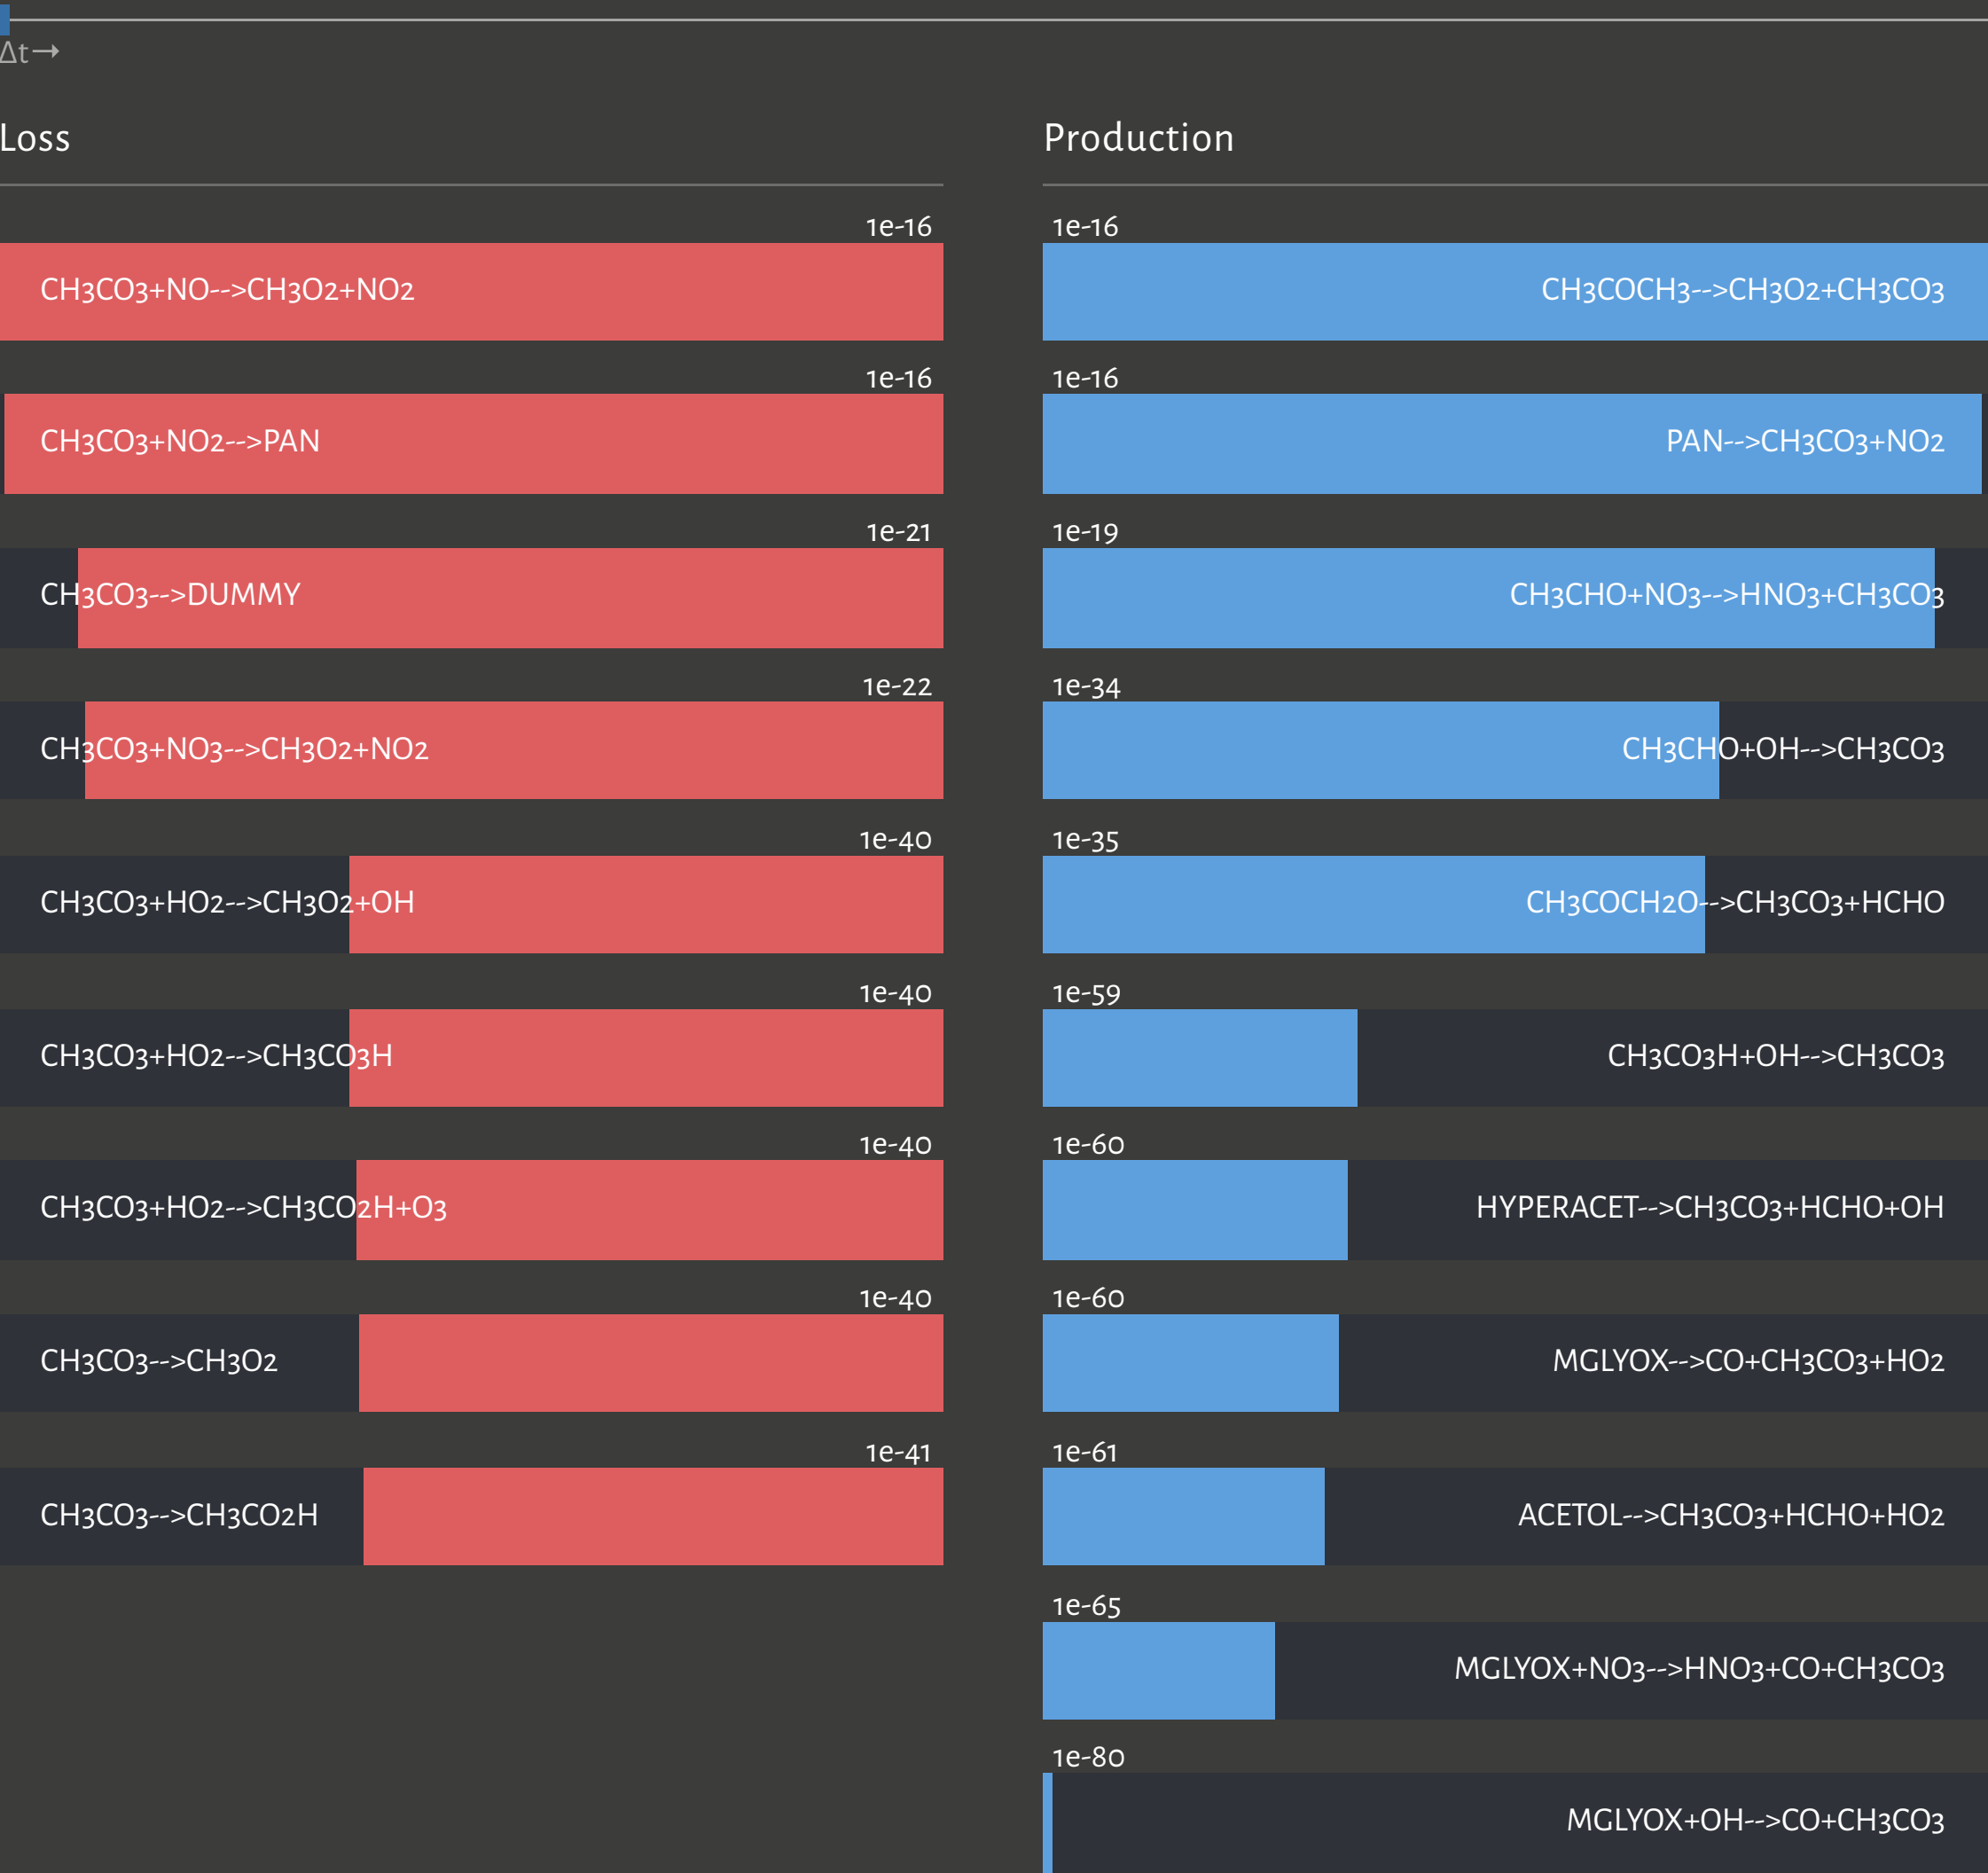 Δt→
Loss
1e-16
CH3CO3+NO-->CH3O2+NO2
1e-16
CH3CO3+NO2-->PAN
1e-21
CH3CO3-->DUMMY
1e-22
CH3CO3+NO3-->CH3O2+NO2
1e-40
CH3CO3+HO2-->CH3O2+OH
1e-40
CH3CO3+HO2-->CH3CO3H
1e-40
CH3CO3+HO2-->CH3CO2H+O3
1e-40
CH3CO3-->CH3O2
1e-41
CH3CO3-->CH3CO2H
Production
1e-16
CH3COCH3-->CH3O2+CH3CO3
1e-16
PAN-->CH3CO3+NO2
1e-19
CH3CHO+NO3-->HNO3+CH3CO3
1e-34
CH3CHO+OH-->CH3CO3
1e-35
CH3COCH2O-->CH3CO3+HCHO
1e-59
CH3CO3H+OH-->CH3CO3
1e-60
HYPERACET-->CH3CO3+HCHO+OH
1e-60
MGLYOX-->CO+CH3CO3+HO2
1e-61
ACETOL-->CH3CO3+HCHO+HO2
1e-65
MGLYOX+NO3-->HNO3+CO+CH3CO3
1e-80
MGLYOX+OH-->CO+CH3CO3